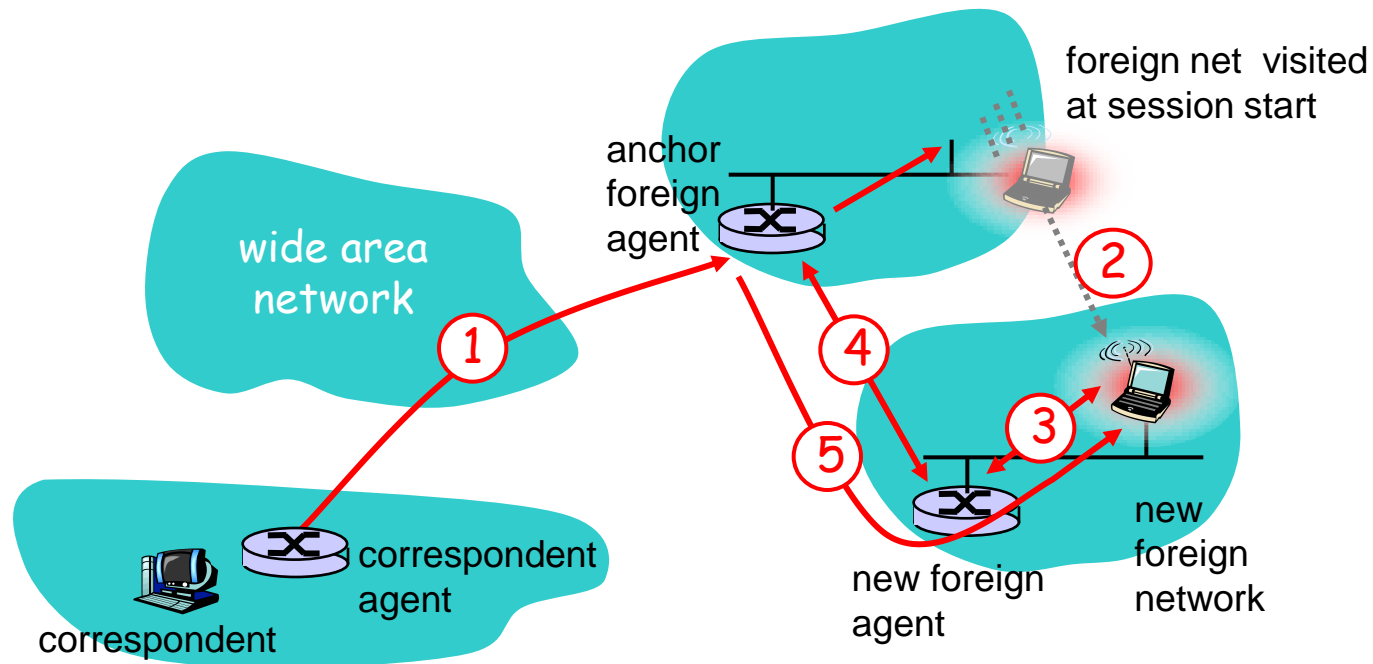 foreign net visited
at session start
anchor
foreign
agent
wide area
network
2
1
4
3
5
correspondent
agent
correspondent
new foreign
agent
new
foreign
network